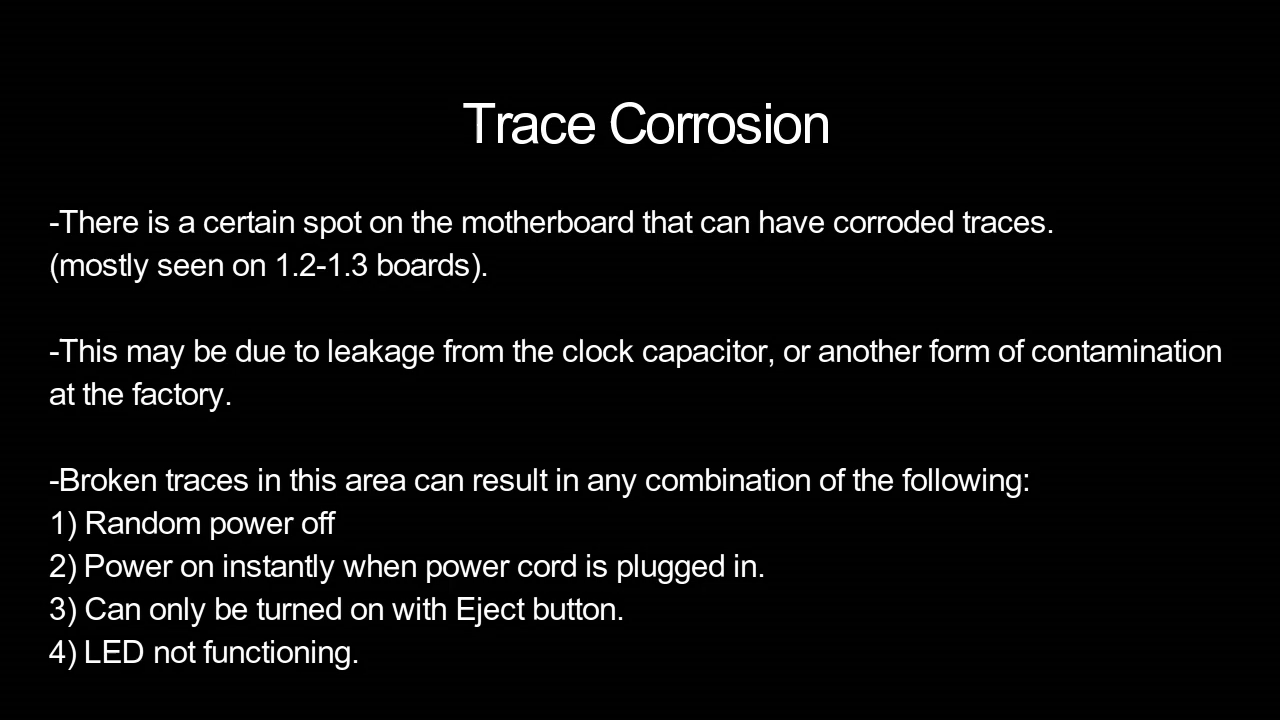 Trace Corrosion
-There is a certain spot on the motherboard that can have corroded traces.
(mostly seen on 1.2-1.3 boards).
-This may be due to leakage from the clock capacitor, or another form of contamination
at the factory.
-Broken traces in this area can result in any combination of the following:
1) Random power off
2) Power on instantly when power cord is plugged in.
3) Can only be turned on with Eject button.
4) LED not functioning.